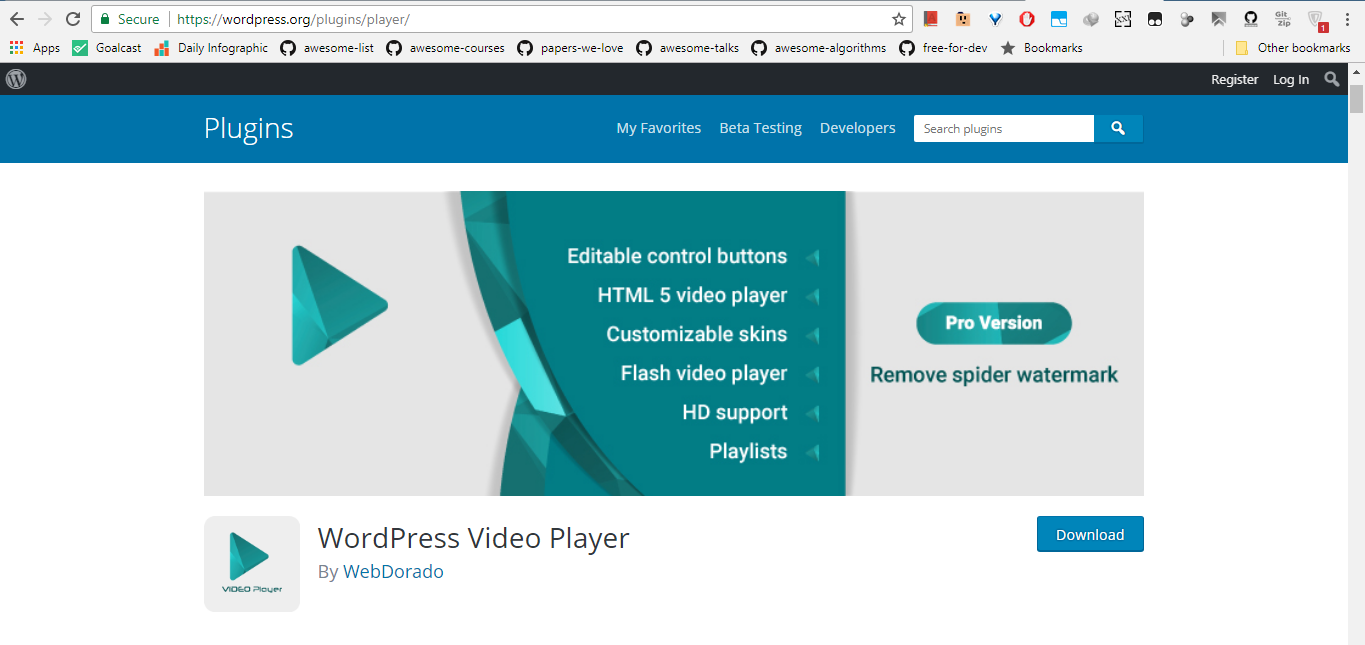 Secure https://wordpress.org/plugins/player/
Git Zip 1
Apps Goalcast Daily Infographic awesome-list awesome-courses papers-we-love awesome-talks awesome-algorithms free-for-dev Bookmarks Other bookmarks
Register Log In
Plugins My Favorites Beta Testing Developers Search plugins
Editable control buttons
HTML 5 video player
Customizable skins
Flash video player
HD support
Playlists
Pro Version
Remove spider watermark
WordPress Video Player
By WebDorado
Download
VIDEO Player